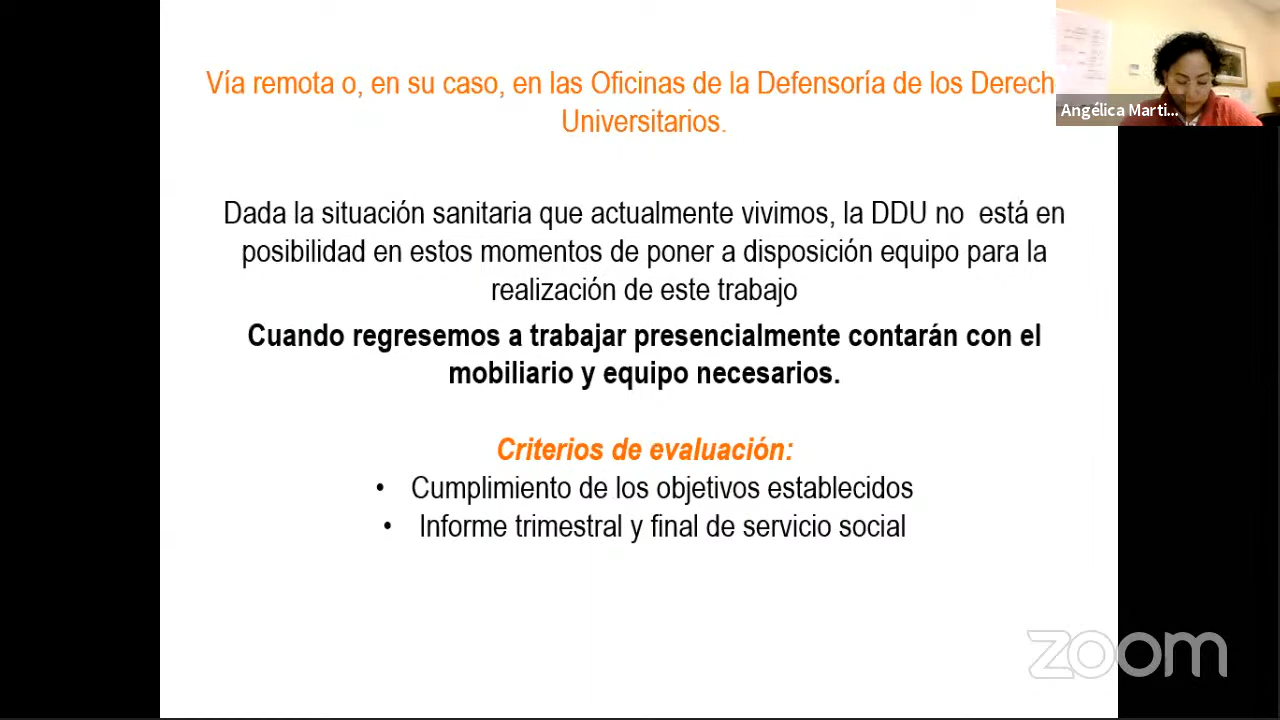 Vía remota o, en su caso, en las Oficinas de la Defensoría de los Derech
Universitarios.
Angélica Marti...
Dada la situación sanitaria que actualmente vivimos, la DDU no está en
posibilidad en estos momentos de poner a disposición equipo para la
realización de este trabajo
Cuando regresemos a trabajar presencialmente contarán con el
mobiliario y equipo necesarios.
Criterios de evaluación:
• Cumplimiento de los objetivos establecidos
• Informe trimestral y final de servicio social
zoom